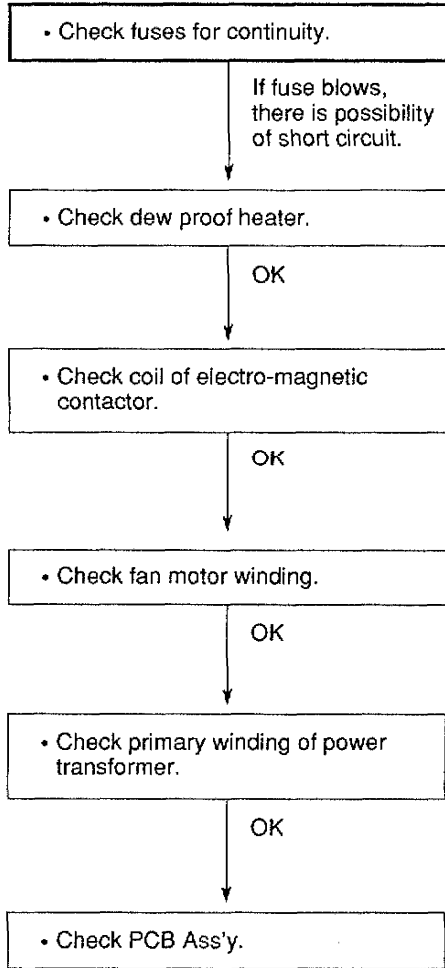 • Check fuses for continuity.
If fuse blows,
there is possibility
of short circuit.
• Check dew proof heater.
OK
• Check coil of electro-magnetic
contactor.
OK
• Check fan motor winding.
OK
• Check primary winding of power
transformer.
OK
• Check PCB Ass'y.